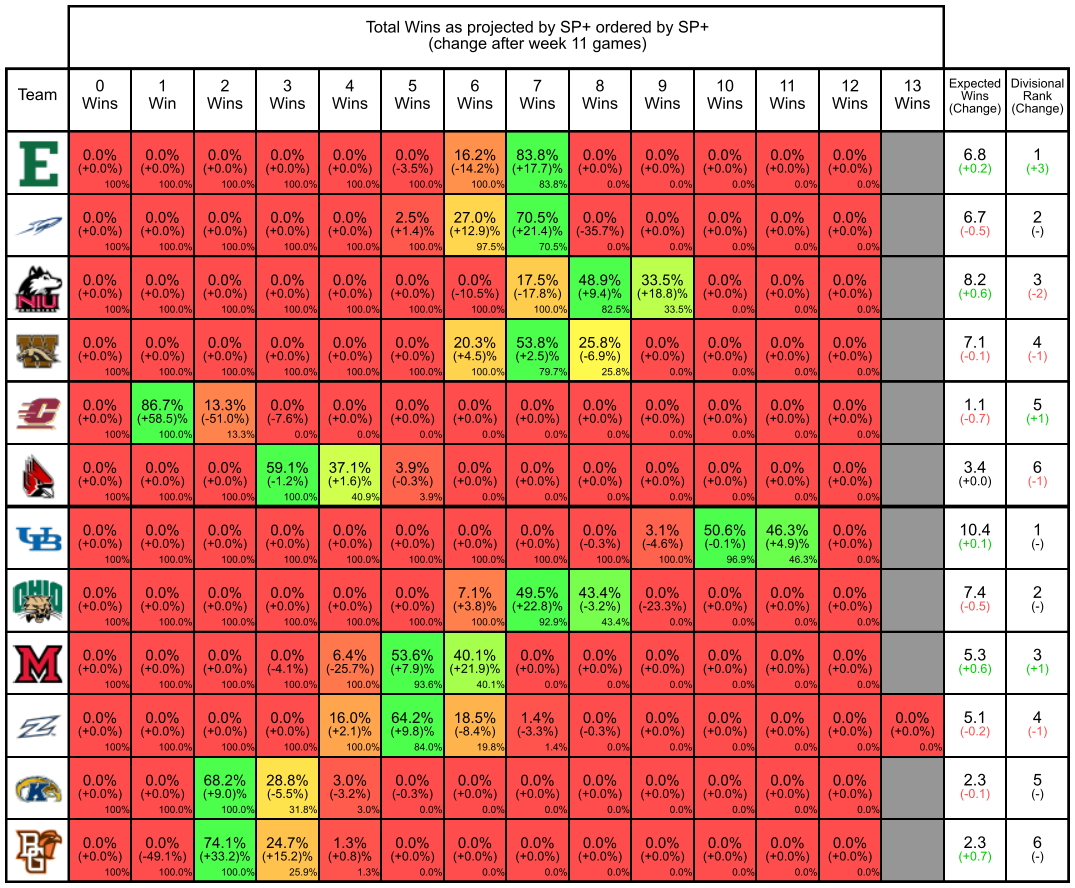 Total Wins as projected by SP+ ordered by SP+
(change after week 11 games)
Team 0 Wins 1 Win 2 Wins 3 Wins 4 Wins 5 Wins 6 Wins 7 Wins 8 Wins 9 Wins 10 Wins 11 Wins 12 Wins 13 Wins Expected Wins (Change) Divisional Rank (Change)
E
0.0% 0.0% 0.0% 0.0% 0.0% 0.0% 16.2% 83.8% 0.0% 0.0% 0.0% 0.0% 0.0% 6.8 1
(+0.0%) (+0.0%) (+0.0%) (+0.0%) (+0.0%) (-3.5%) (-14.2%) (+17.7)% (+0.0%) (+0.0%) (+0.0%) (+0.0%) (+0.0%) (+0.2) (+3)
100% 100.0% 100.0% 100.0% 100.0% 100.0% 100.0% 83.8% 0.0% 0.0% 0.0% 0.0% 0.0%
0.0% 0.0% 0.0% 0.0% 0.0% 2.5% 27.0% 70.5% 0.0% 0.0% 0.0% 0.0% 0.0% 6.7 2
(+0.0%) (+0.0%) (+0.0%) (+0.0%) (+0.0%) (+1.4)% (+12.9)% (+21.4)% (-35.7%) (+0.0%) (+0.0%) (+0.0%) (+0.0%) (-0.5) (-)
100% 100.0% 100.0% 100.0% 100.0% 100.0% 97.5% 70.5% 0.0% 0.0% 0.0% 0.0% 0.0%
NIU
0.0% 0.0% 0.0% 0.0% 0.0% 0.0% 0.0% 17.5% 48.9% 33.5% 0.0% 0.0% 0.0% 8.2 3
(+0.0%) (+0.0%) (+0.0%) (+0.0%) (+0.0%) (+0.0%) (-10.5%) (-17.8%) (+9.4)% (+18.8)% (+0.0%) (+0.0%) (+0.0%) (+0.6) (-2)
100% 100.0% 100.0% 100.0% 100.0% 100.0% 100.0% 100.0% 82.5% 33.5% 0.0% 0.0% 0.0%
W
0.0% 0.0% 0.0% 0.0% 0.0% 0.0% 20.3% 53.8% 25.8% 0.0% 0.0% 0.0% 0.0% 7.1 4
(+0.0%) (+0.0%) (+0.0%) (+0.0%) (+0.0%) (+0.0%) (+4.5)% (+2.5)% (-6.9%) (+0.0%) (+0.0%) (+0.0%) (+0.0%) (-0.1) (-1)
100% 100.0% 100.0% 100.0% 100.0% 100.0% 100.0% 79.7% 25.8% 0.0% 0.0% 0.0% 0.0%
C
0.0% 86.7% 13.3% 0.0% 0.0% 0.0% 0.0% 0.0% 0.0% 0.0% 0.0% 0.0% 0.0% 1.1 5
(+0.0%) (+58.5)% (-51.0%) (-7.6%) (+0.0%) (+0.0%) (+0.0%) (+0.0%) (+0.0%) (+0.0%) (+0.0%) (+0.0%) (+0.0%) (-0.7) (+1)
100% 100.0% 13.3% 0.0% 0.0% 0.0% 0.0% 0.0% 0.0% 0.0% 0.0% 0.0% 0.0%
0.0% 0.0% 0.0% 59.1% 37.1% 3.9% 0.0% 0.0% 0.0% 0.0% 0.0% 0.0% 0.0% 3.4 6
(+0.0%) (+0.0%) (+0.0%) (-1.2%) (+1.6)% (-0.3%) (+0.0%) (+0.0%) (+0.0%) (+0.0%) (+0.0%) (+0.0%) (+0.0%) (+0.0) (-1)
100% 100.0% 100.0% 100.0% 40.9% 3.9% 0.0% 0.0% 0.0% 0.0% 0.0% 0.0% 0.0%
UB
0.0% 0.0% 0.0% 0.0% 0.0% 0.0% 0.0% 0.0% 0.0% 3.1% 50.6% 46.3% 0.0% 10.4 1
(+0.0%) (+0.0%) (+0.0%) (+0.0%) (+0.0%) (+0.0%) (+0.0%) (+0.0%) (-0.3%) (-4.6%) (-0.1%) (+4.9)% (+0.0%) (+0.1) (-)
100% 100.0% 100.0% 100.0% 100.0% 100.0% 100.0% 100.0% 100.0% 100.0% 96.9% 46.3% 0.0%
OHIO
0.0% 0.0% 0.0% 0.0% 0.0% 0.0% 7.1% 49.5% 43.4% 0.0% 0.0% 0.0% 0.0% 7.4 2
(+0.0%) (+0.0%) (+0.0%) (+0.0%) (+0.0%) (+0.0%) (+3.8)% (+22.8)% (-3.2%) (-23.3%) (+0.0%) (+0.0%) (+0.0%) (-0.5) (-)
100% 100.0% 100.0% 100.0% 100.0% 100.0% 100.0% 92.9% 43.4% 0.0% 0.0% 0.0% 0.0%
M
0.0% 0.0% 0.0% 0.0% 6.4% 53.6% 40.1% 0.0% 0.0% 0.0% 0.0% 0.0% 0.0% 5.3 3
(+0.0%) (+0.0%) (+0.0%) (-4.1%) (-25.7%) (+7.9)% (+21.9)% (+0.0%) (+0.0%) (+0.0%) (+0.0%) (+0.0%) (+0.0%) (+0.6) (+1)
100% 100.0% 100.0% 100.0% 100.0% 93.6% 40.1% 0.0% 0.0% 0.0% 0.0% 0.0% 0.0%
Z
0.0% 0.0% 0.0% 0.0% 16.0% 64.2% 18.5% 1.4% 0.0% 0.0% 0.0% 0.0% 0.0% 0.0% 5.1 4
(+0.0%) (+0.0%) (+0.0%) (+0.0%) (+2.1)% (+9.8)% (-8.4%) (-3.3%) (-0.3%) (+0.0%) (+0.0%) (+0.0%) (+0.0%) (+0.0%) (-0.2) (-1)
100% 100.0% 100.0% 100.0% 100.0% 84.0% 19.8% 1.4% 0.0% 0.0% 0.0% 0.0% 0.0% 0.0%
K
0.0% 0.0% 68.2% 28.8% 3.0% 0.0% 0.0% 0.0% 0.0% 0.0% 0.0% 0.0% 0.0% 2.3 5
(+0.0%) (+0.0%) (+9.0)% (-5.5%) (-3.2%) (-0.3%) (+0.0%) (+0.0%) (+0.0%) (+0.0%) (+0.0%) (+0.0%) (+0.0%) (-0.1) (-)
100% 100.0% 100.0% 31.8% 3.0% 0.0% 0.0% 0.0% 0.0% 0.0% 0.0% 0.0% 0.0%
BG
0.0% 0.0% 74.1% 24.7% 1.3% 0.0% 0.0% 0.0% 0.0% 0.0% 0.0% 0.0% 0.0% 2.3 6
(+0.0%) (-49.1%) (+33.2)% (+15.2)% (+0.8)% (+0.0%) (+0.0%) (+0.0%) (+0.0%) (+0.0%) (+0.0%) (+0.0%) (+0.0%) (+0.7) (-)
100% 100.0% 100.0% 25.9% 1.3% 0.0% 0.0% 0.0% 0.0% 0.0% 0.0% 0.0% 0.0%